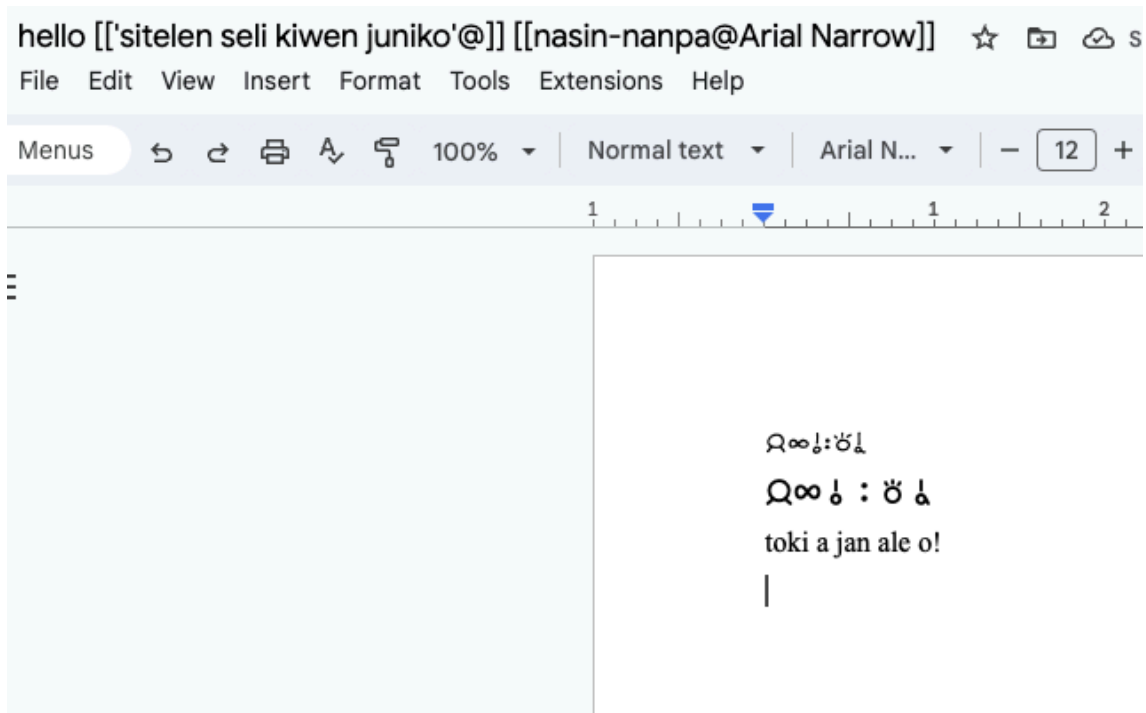 hello [['sitelen seli kiwen juniko'@]] [[nasin-nanpa@Arial Narrow]]
File Edit View Insert Format Tools Extensions Help
Menus 100% Normal text Arial N... 12
1 1 2
toki a jan ale o!